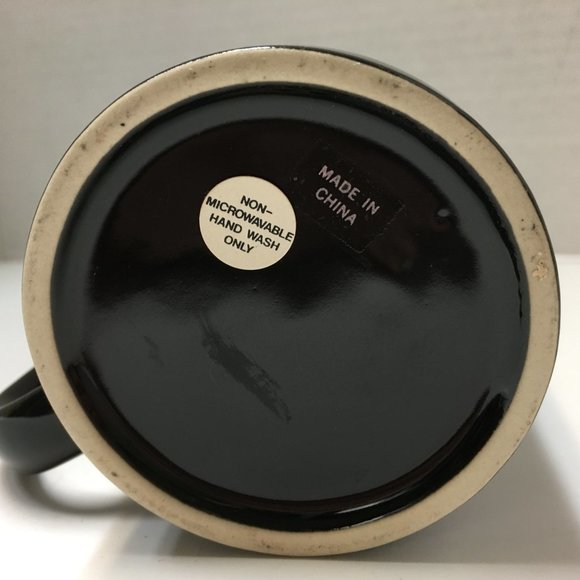 NON-
MICROWAVABLE
HAND WASH
ONLY
MADE IN
CHINA